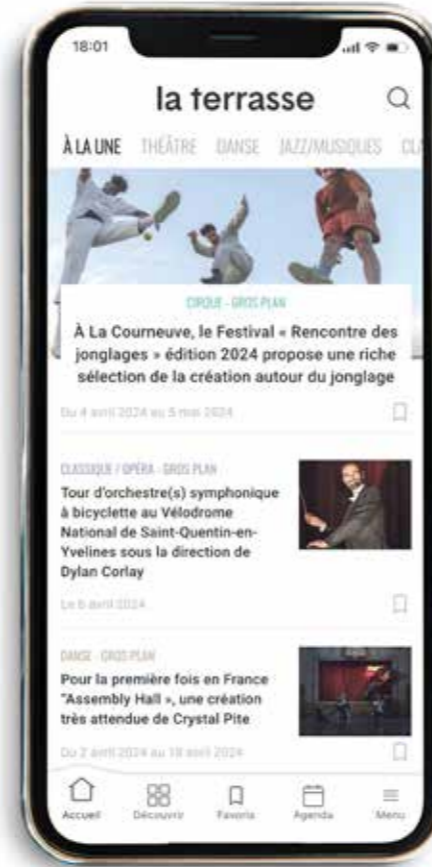 18:01
la terrasse
À LA UNE THÉÂTRE DANSE JAZZ/MUSIQUES CL
CIRQUE - GROS PLAN
À La Courneuve, le Festival « Rencontre des
jonglages » édition 2024 propose une riche
sélection de la création autour du jonglage
Du 4 avril 2024 au 5 mai 2024
CLASSIQUE / OPÉRA - GROS PLAN
Tour d'orchestre(s) symphonique
à bicyclette au Vélodrome
National de Saint-Quentin-en-
Yvelines sous la direction de
Dylan Corlay
Le 6 avril 2024
DANSE - GROS PLAN
Pour la première fois en France
"Assembly Hall », une création
très attendue de Crystal Pite
Du 2 avril 2024 au 18 avril 2024
Accueil Découvrir Favoris Agenda Menu